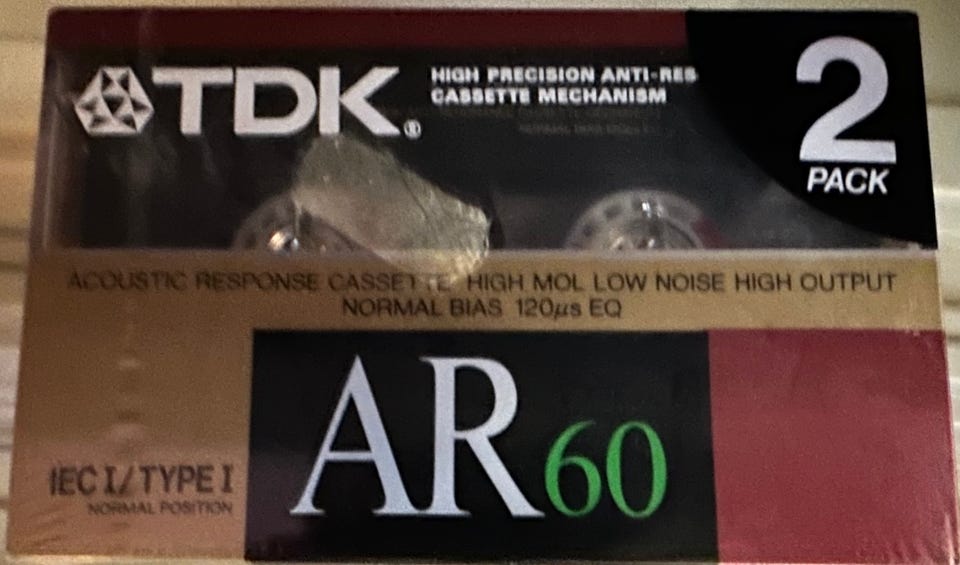 TDK®
HIGH PRECISION ANTI-RES
CASSETTE MECHANISM
2
PACK
ACOUSTIC RESPONSE CASSETTE HIGH MOL LOW NOISE HIGH OUTPUT
NORMAL BIAS 120µs EQ
AR60
IEC I/TYPE I
NORMAL POSITION